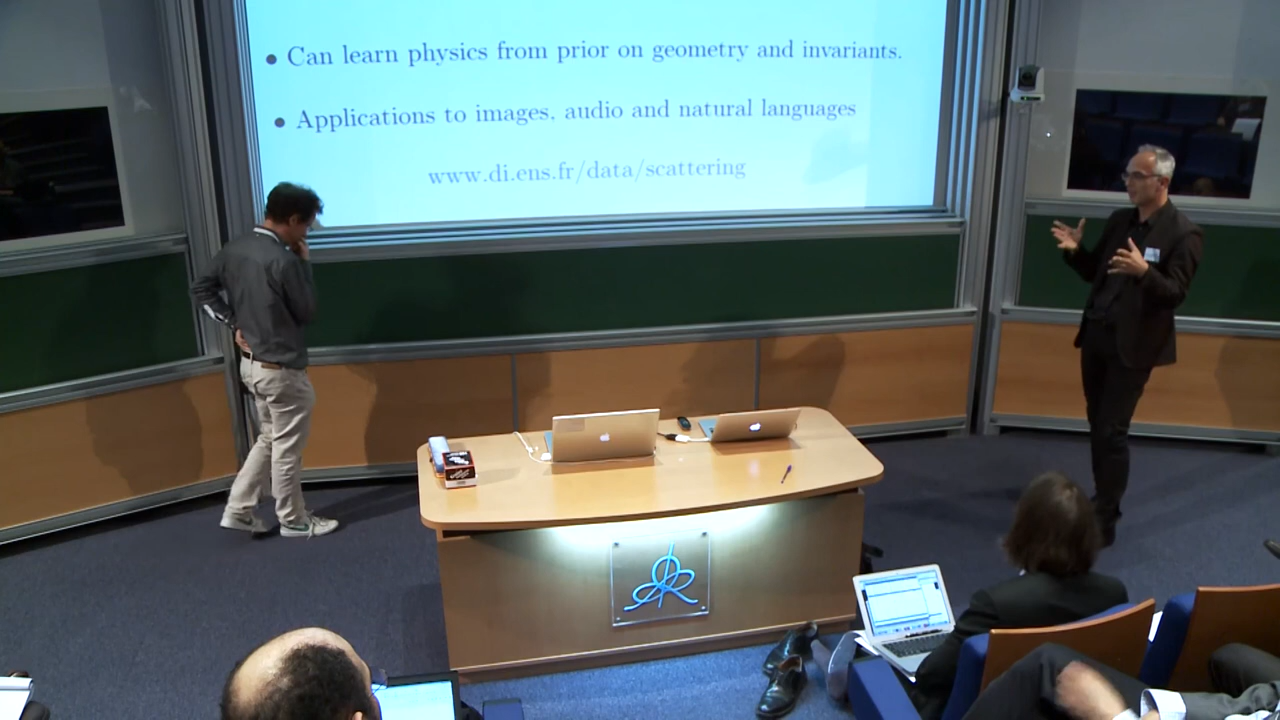 • Can learn physics from prior on geometry and invariants.
• Applications to images, audio and natural languages
www.di.ens.fr/data/scattering